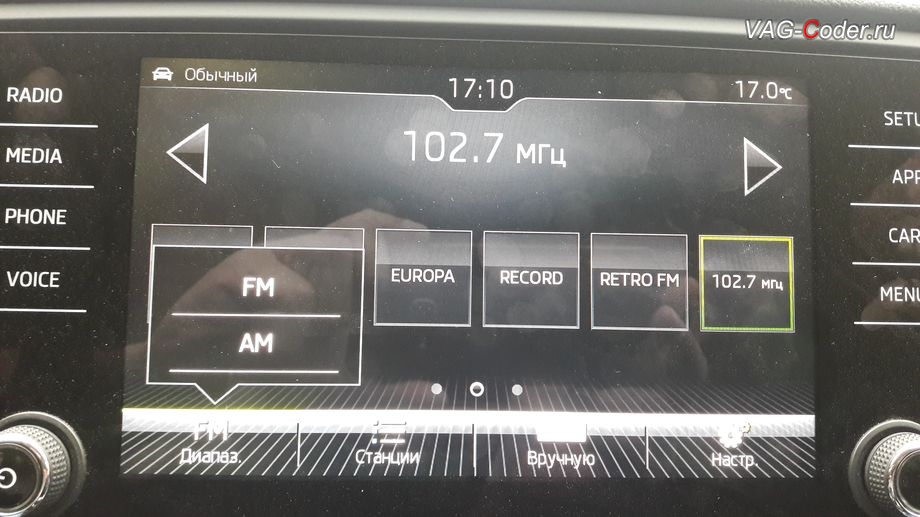 VAG-Coder.ru
Обычный
17:10
17.0°C
RADIO
MEDIA
PHONE
VOICE
102.7 мгц
SETU
APP
CAR
MENU
EUROPA
RECORD
RETRO FM
102.7 мгц
FM
AM
FM
Диапаз.
Станции
Вручную
Настр.